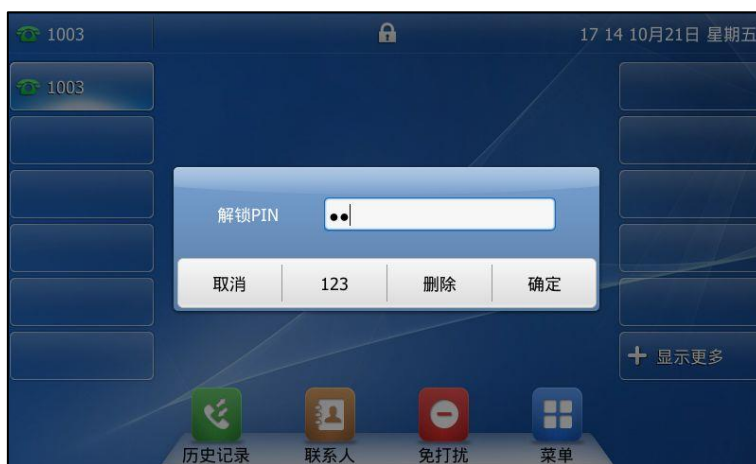 1003
17 14 10月21日 星期五
1003
解锁PIN
取消 123 删除 确定
显示更多
历史记录 联系人 免打扰 菜单